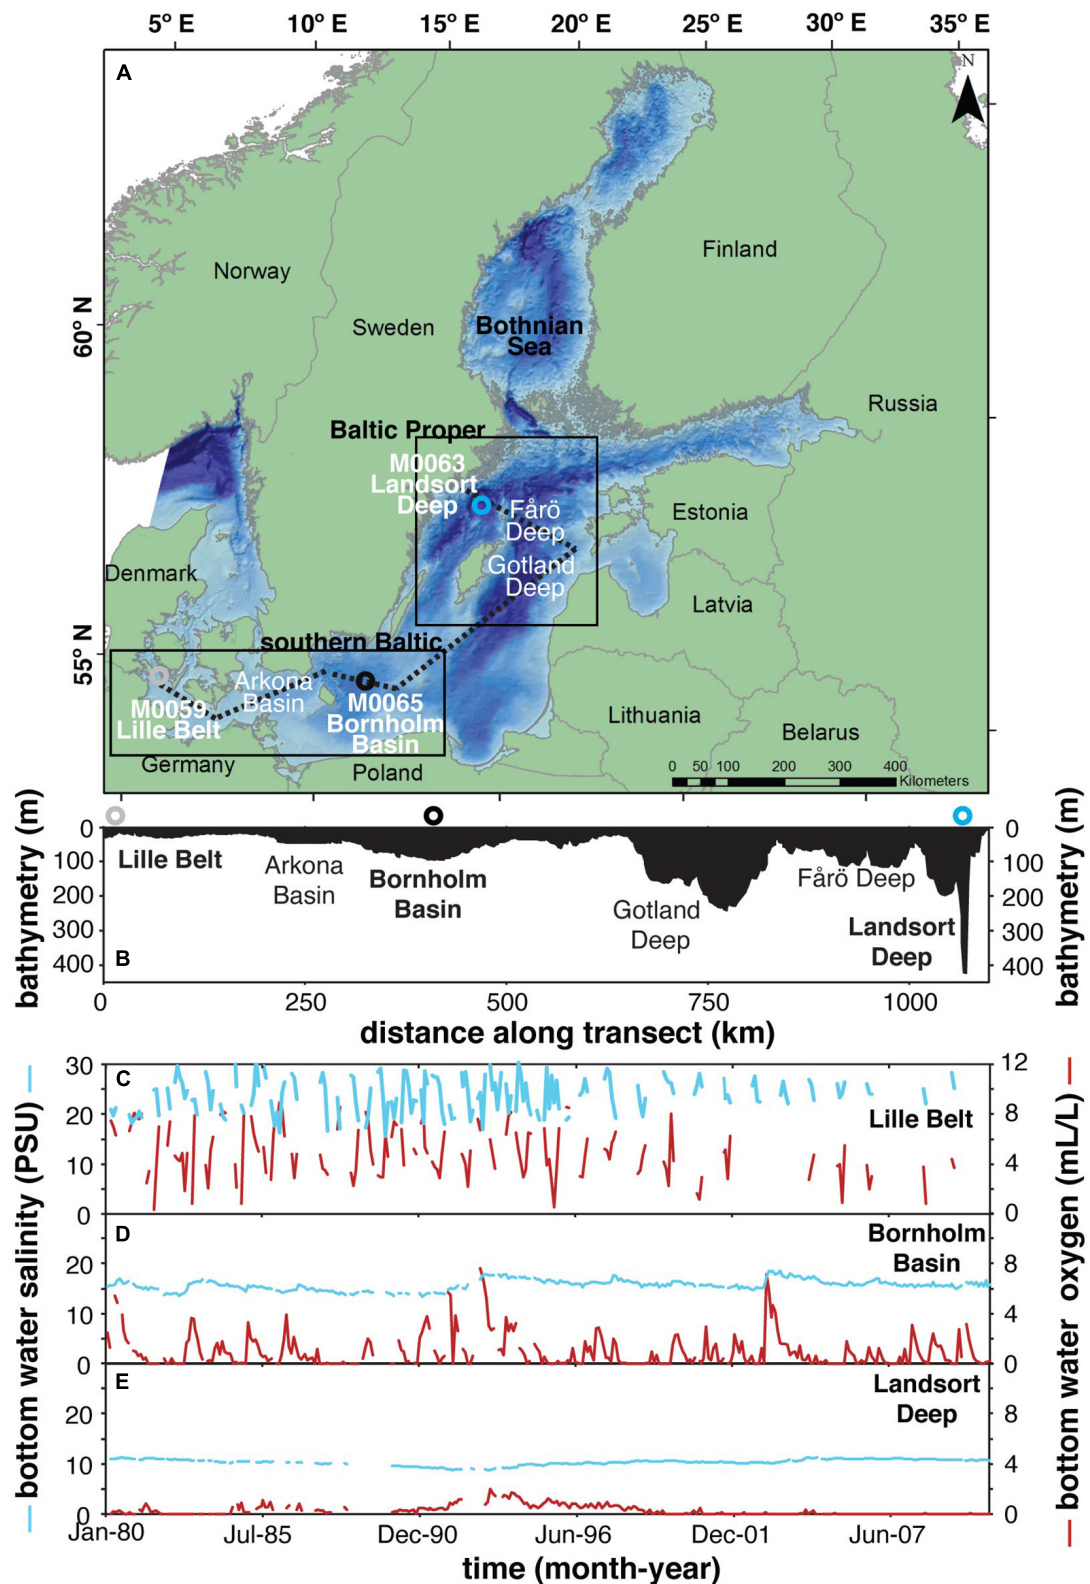 5° E
10° E
15° E
20° E
25° E
30° E
35° E
A
N
Norway
Sweden
Finland
Bothnian
Sea
60° N
Russia
Baltic Proper
M0063
Landsort
Deep
Fårö
Deep
Estonia
Gotland
Deep
Denmark
Latvia
55° N
southern Baltic
Arkona
Basin
M0059
Lille Belt
M0065
Bornholm
Basin
Lithuania
Belarus
Germany
Poland
0 50 100 200 300 400
Kilometers
bathymetry (m)
0
100
200
300
400
Lille Belt
Arkona
Basin
Bornholm
Basin
Gotland
Deep
Fårö Deep
Landsort
Deep
B
0
100
200
300
400
bathymetry (m)
0 250 500 750 1000
distance along transect (km)
bottom water salinity (PSU)
30
20
10
0
C
Lille Belt
12
8
4
0
D
Bornholm
Basin
20
10
0
8
4
0
E
Landsort
Deep
20
10
0
8
4
0
bottom water oxygen (mL/L)
Jan-80 Jul-85 Dec-90 Jun-96 Dec-01 Jun-07
time (month-year)